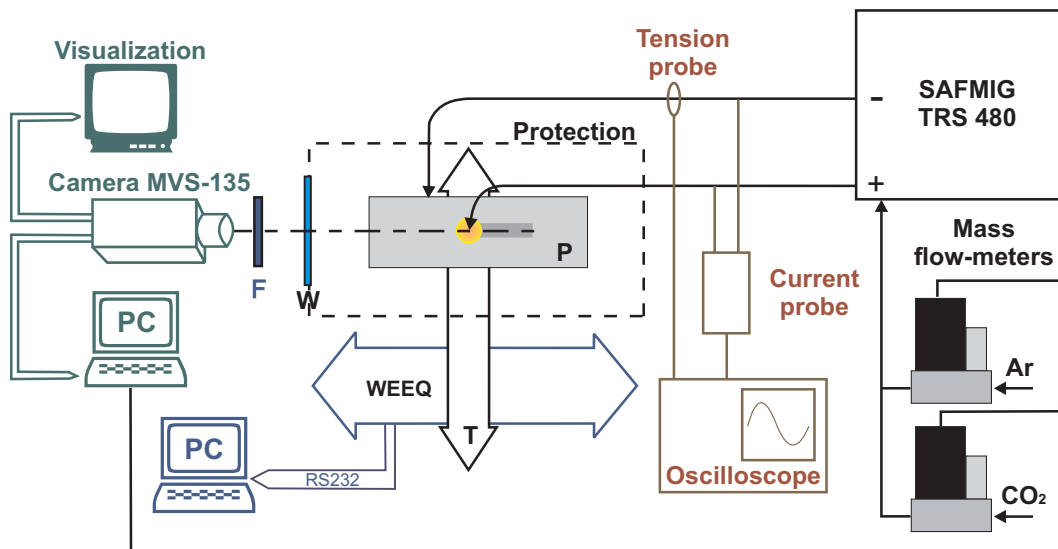 Visualization
Tension
probe
SAFMIG
TRS 480
-
+
Protection
Camera MVS-135
F
W
P
Mass
flow-meters
Current
probe
PC
Ar
WEEQ
T
PC
RS232
Oscilloscope
CO₂